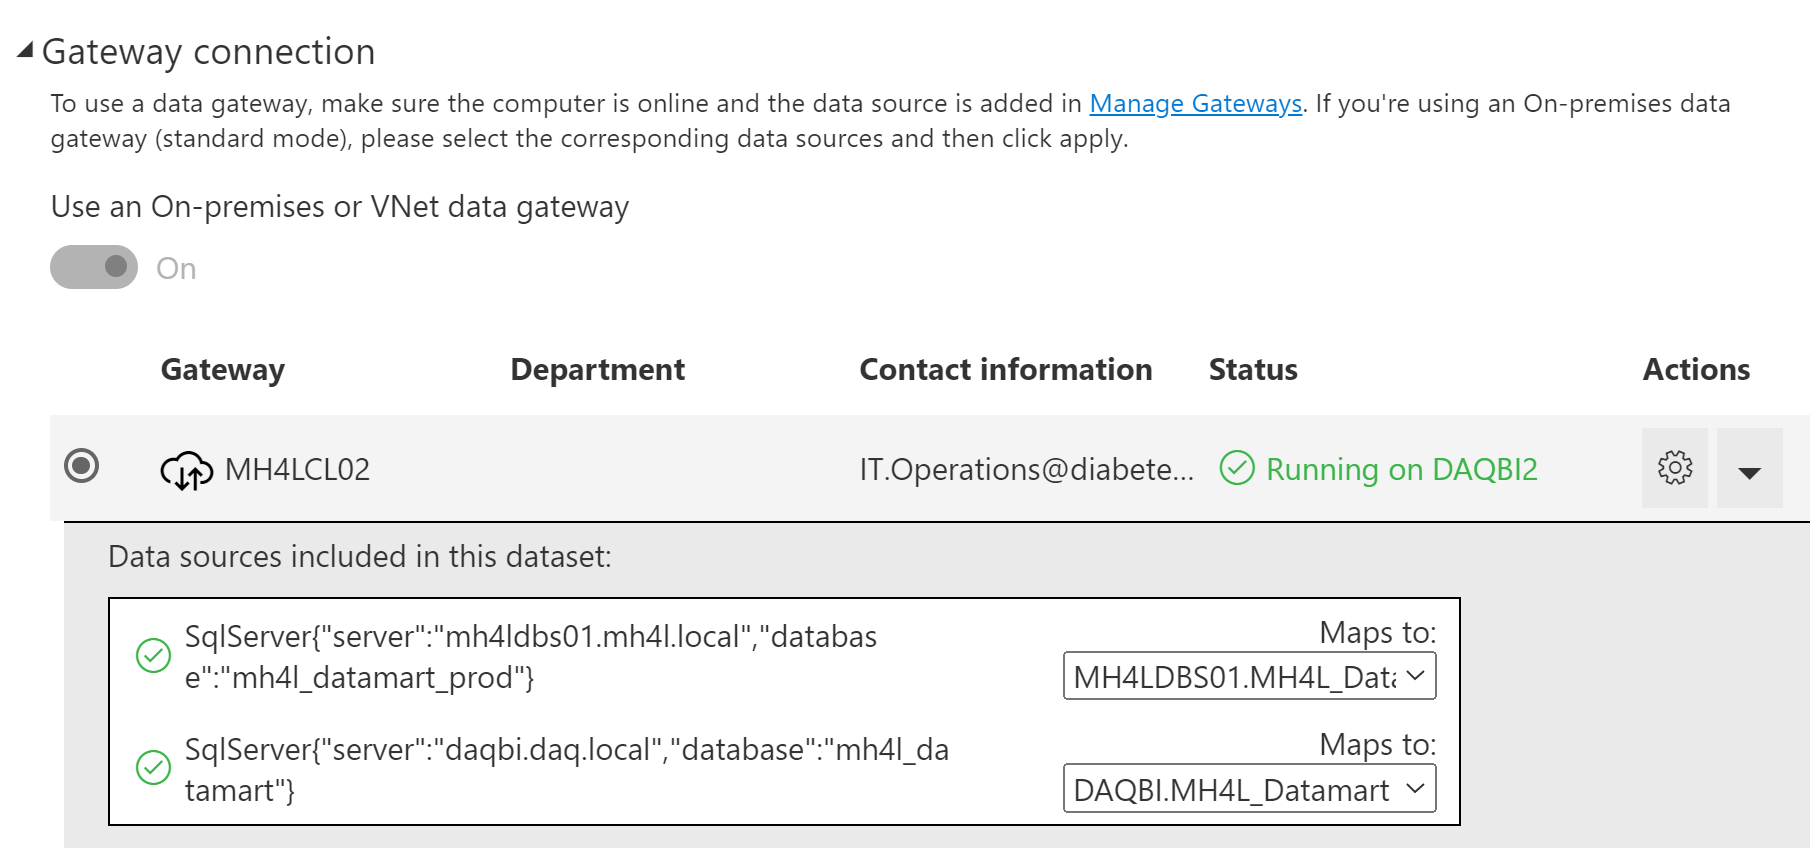 Gateway connection
To use a data gateway, make sure the computer is online and the data source is added in Manage Gateways. If you're using an On-premises data
gateway (standard mode), please select the corresponding data sources and then click apply.
Use an On-premises or VNet data gateway
On
Gateway Department Contact information Status Actions
MH4LCL02 IT.Operations@diabete... Running on DAQBI2
Data sources included in this dataset:
SqlServer{"server":"mh4ldbs01.mh4l.local","databas
e":"mh4l_datamart_prod"}
Maps to:
MH4LDBS01.MH4L_Data
SqlServer{"server":"daqbi.daq.local","database":"mh4l_da
tamart"}
Maps to:
DAQBI.MH4L_Datamart